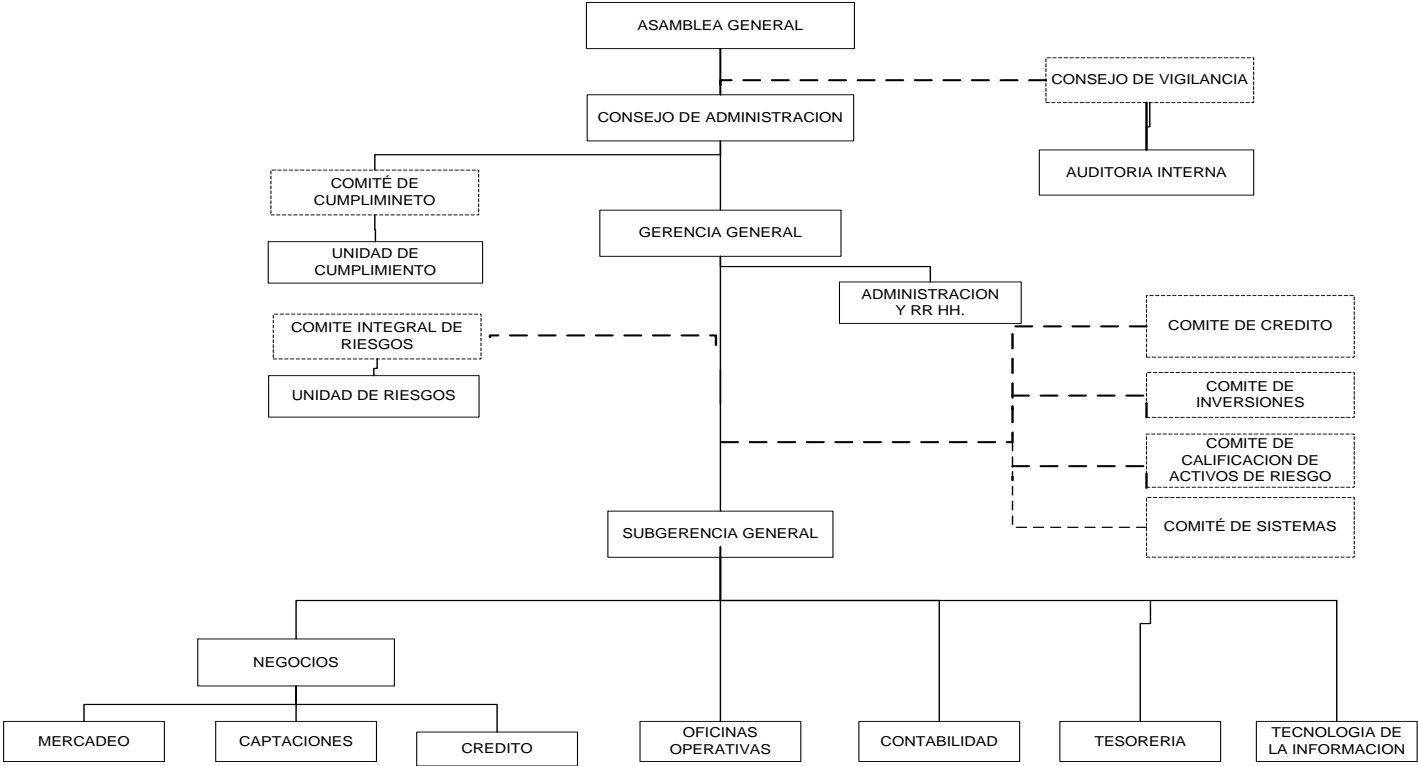 ASAMBLEA GENERAL
CONSEJO DE VIGILANCIA
CONSEJO DE ADMINISTRACION
AUDITORIA INTERNA
COMITÉ DE
CUMPLIMINETO
GERENCIA GENERAL
UNIDAD DE
CUMPLIMIENTO
ADMINISTRACION
Y RR HH.
COMITE INTEGRAL DE
RIESGOS
COMITE DE CREDITO
UNIDAD DE RIESGOS
COMITE DE
INVERSIONES
COMITE DE
CALIFICACION DE
ACTIVOS DE RIESGO
SUBGERENCIA GENERAL
COMITÉ DE SISTEMAS
NEGOCIOS
MERCADEO
CAPTACIONES
CREDITO
OFICINAS
OPERATIVAS
CONTABILIDAD
TESORERIA
TECNOLOGIA DE
LA INFORMACION